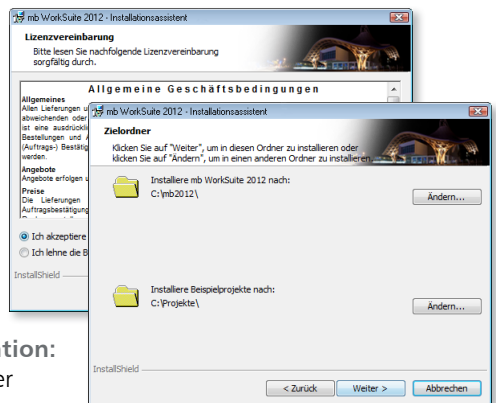 mb WorkSuite 2012 - Installationsassistent
Lizenzvereinbarung
Bitte lesen Sie nachfolgende Lizenzvereinbarung
sorgfältig durch.
Allgemeine Geschäftsbedingungen
Allgemeines
Allen Lieferungen
abweichenden oder
ist eine
Bestellungen und
(Auftrags-)
werden.
Angebote
Angebote erfolgen
Preise
Die Lieferungen
Ich akzeptiere
Ich lehne die
InstallShield
mb WorkSuite 2012 - Installationsassistent
Zielordner
Klicken Sie auf "Weiter", um in diesen Ordner zu installieren oder
klicken Sie auf "Ändern", um in einen anderen Ordner zu installieren.
Installiere mb WorkSuite 2012 nach:
C:\mb2012\
Ändern...
Installiere Beispielprojekte nach:
C:\Projekte\
Ändern...
InstallShield
< Zurück Weiter > Abbrechen
tion:
er